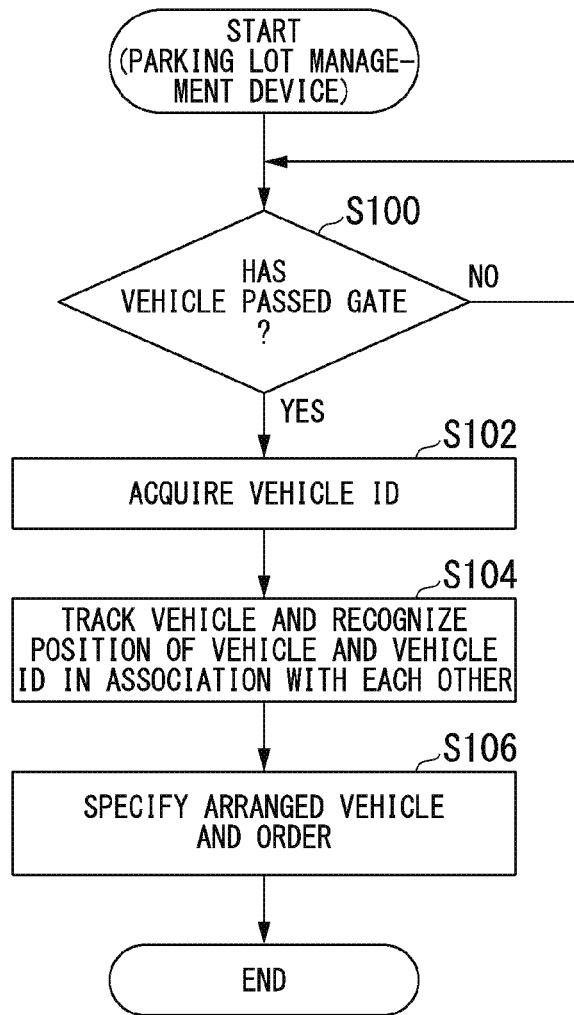 START
(PARKING LOT MANAGE-
MENT DEVICE)
S100
HAS
VEHICLE PASSED GATE
?
NO
YES
S102
ACQUIRE VEHICLE ID
S104
TRACK VEHICLE AND RECOGNIZE
POSITION OF VEHICLE AND VEHICLE
ID IN ASSOCIATION WITH EACH OTHER
S106
SPECIFY ARRANGED VEHICLE
AND ORDER
END